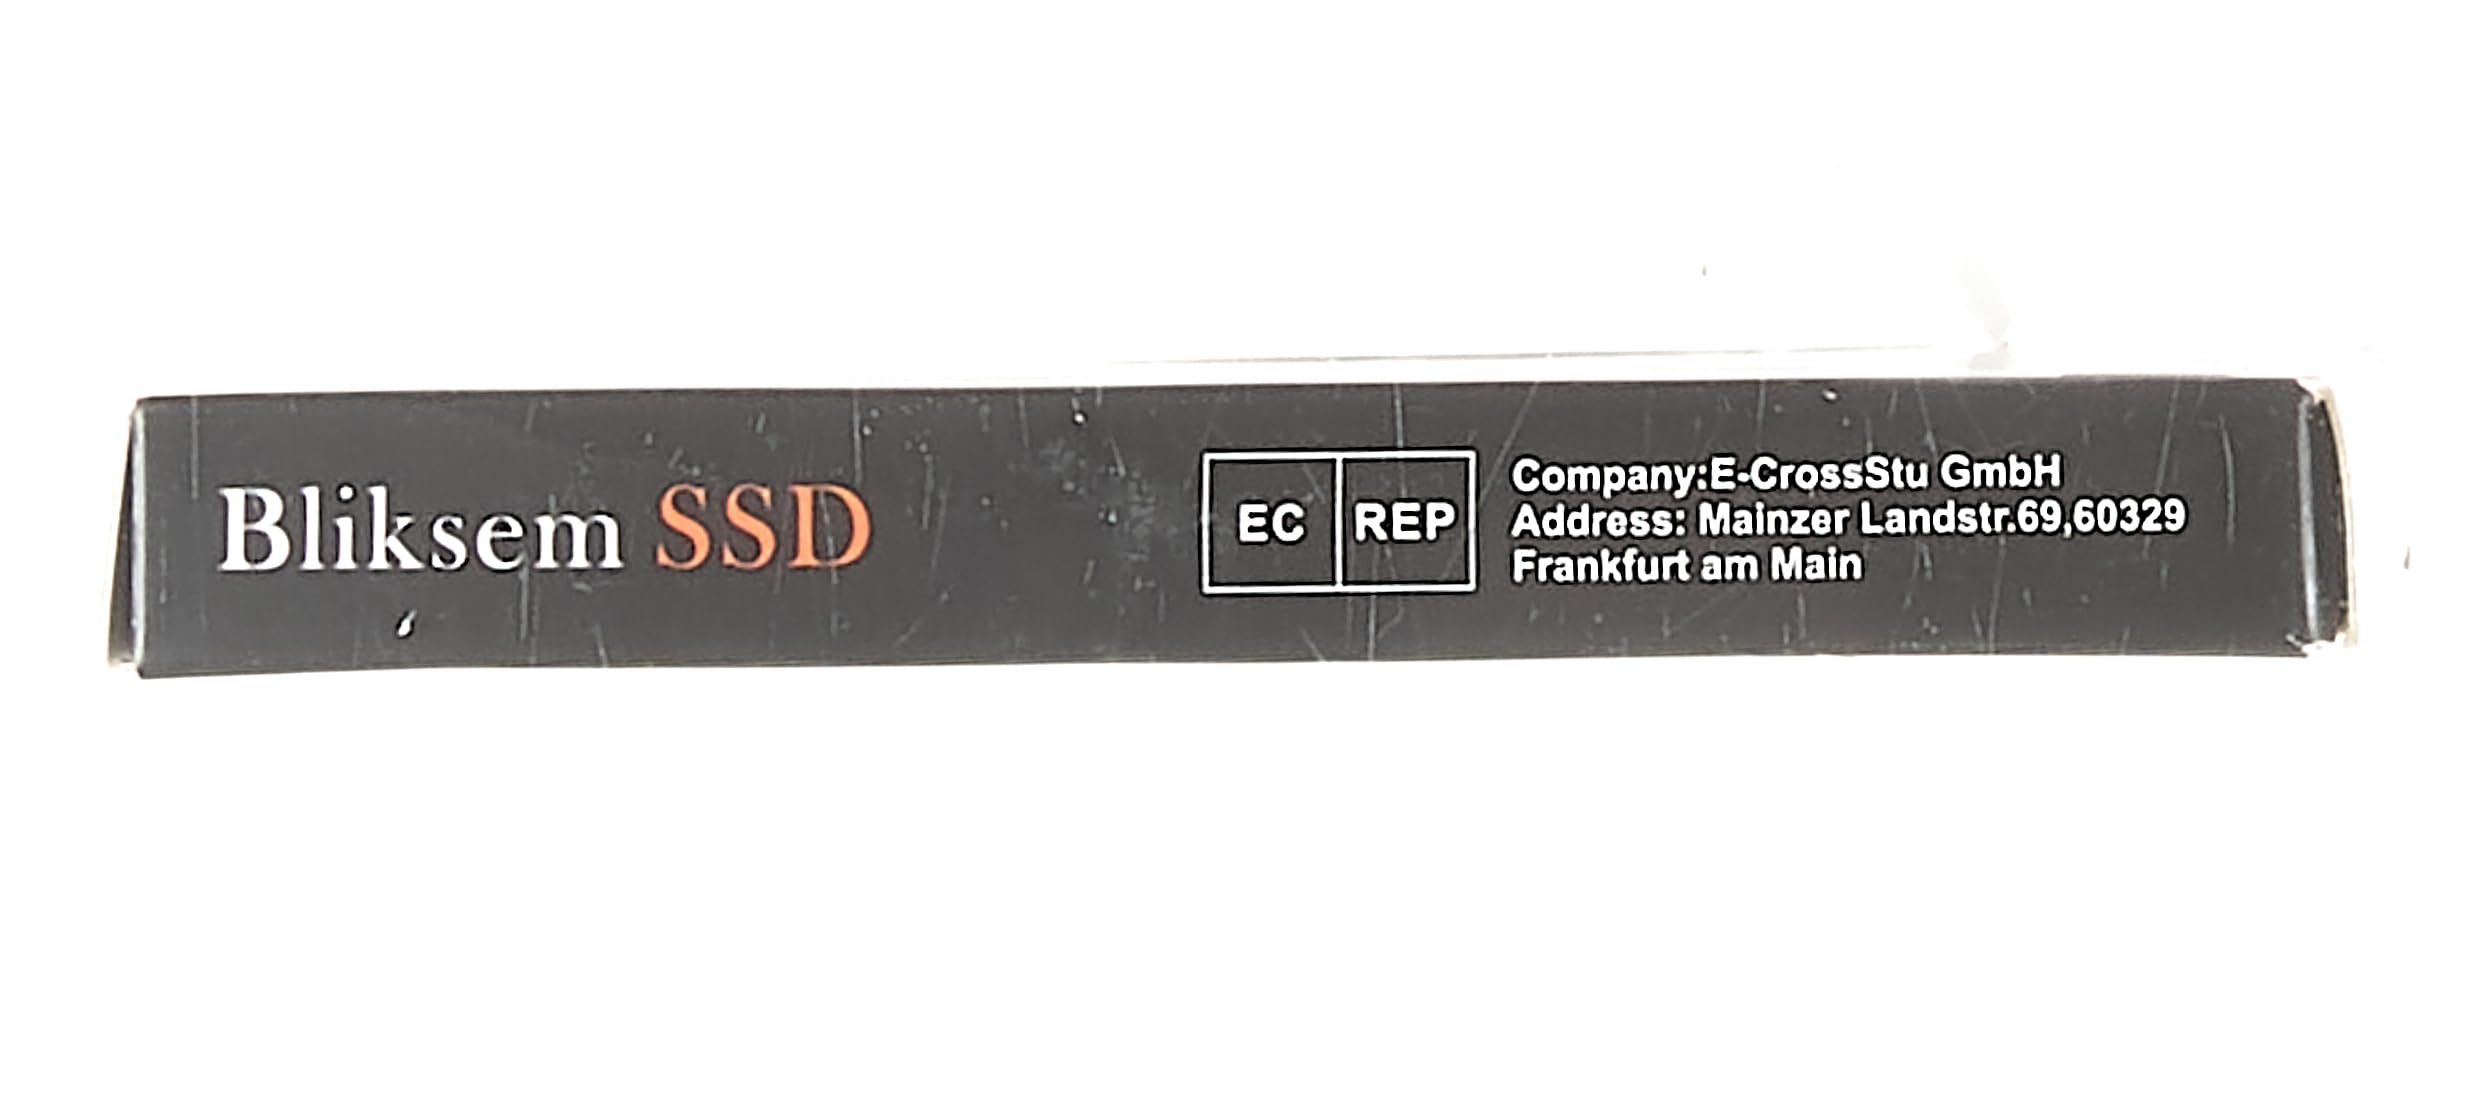 Bliksem SSD
EC REP
Company:E-CrossStu GmbH
Address: Mainzer Landstr.69,60329
Frankfurt am Main